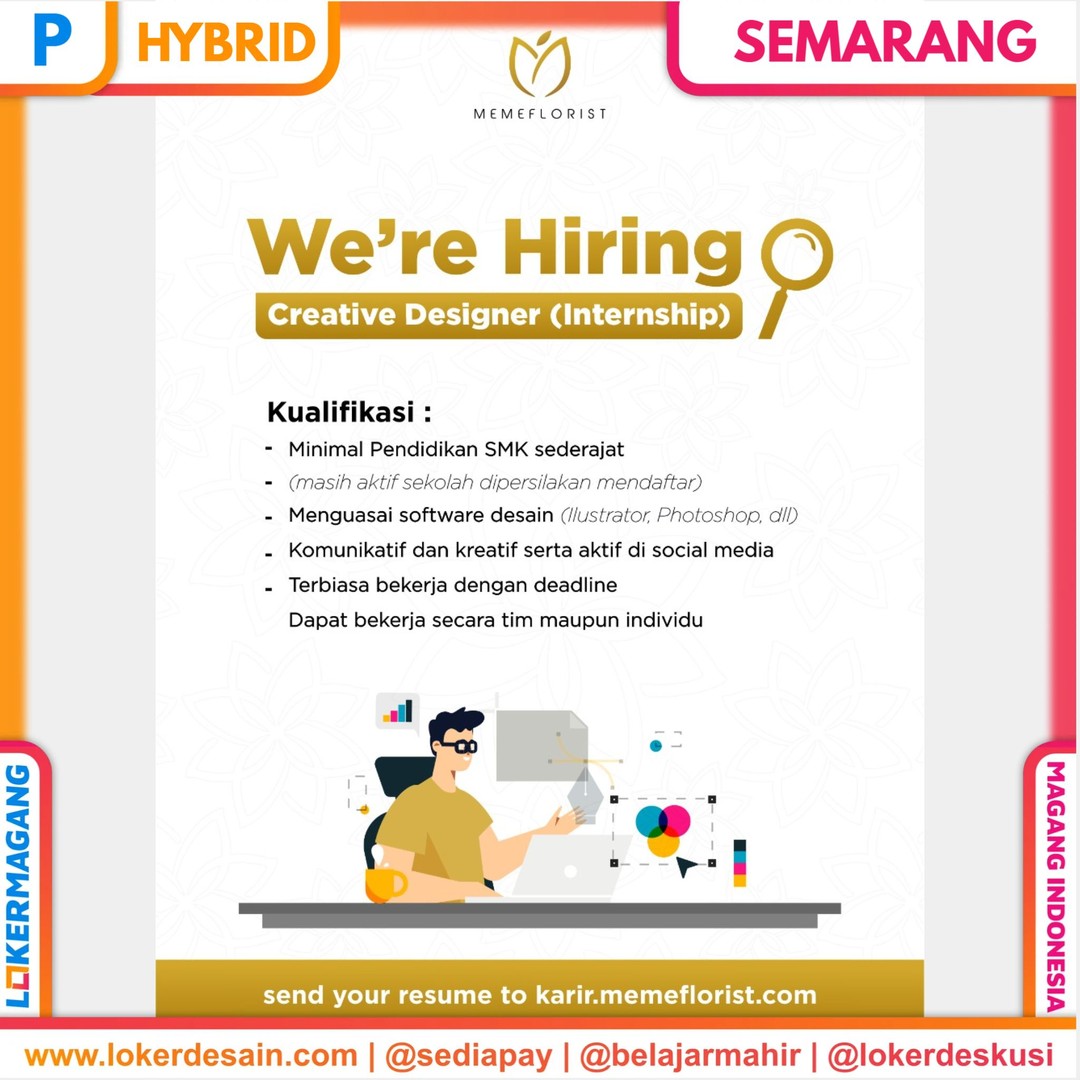 P
HYBRID
SEMARANG
MEMEFLORIST
We're Hiring
Creative Designer (Internship)
Kualifikasi :
- Minimal Pendidikan SMK sederajat
- (masih aktif sekolah dipersilakan mendaftar)
- Menguasai software desain (Ilustrator, Photoshop, dll)
- Komunikatif dan kreatif serta aktif di social media
- Terbiasa bekerja dengan deadline
Dapat bekerja secara tim maupun individu
LOKERMAGANG
MAGANG INDONESIA
send your resume to karir.memeflorist.com
www.lokerdesain.com | @sediapay | @belajarmahir | @lokerdeskusi